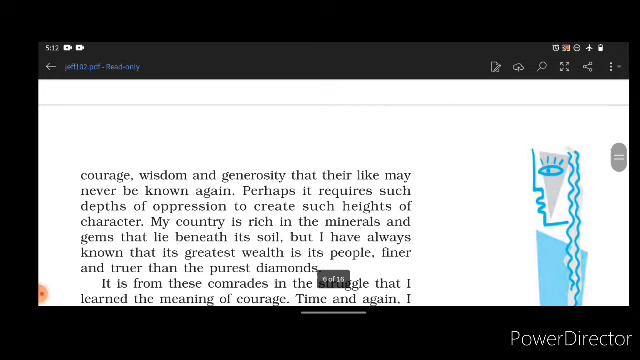 5:12
jeff102.pdf - Read-only
courage, wisdom and generosity that their like may
never be known again. Perhaps it requires such
depths of oppression to create such heights of
character. My country is rich in the minerals and
gems that lie beneath its soil, but I have always
known that its greatest wealth is its people, finer
and truer than the purest diamonds.
6 of 16
It is from these comrades in the struggle that I
learned the meaning of courage. Time and again, I
PowerDirector